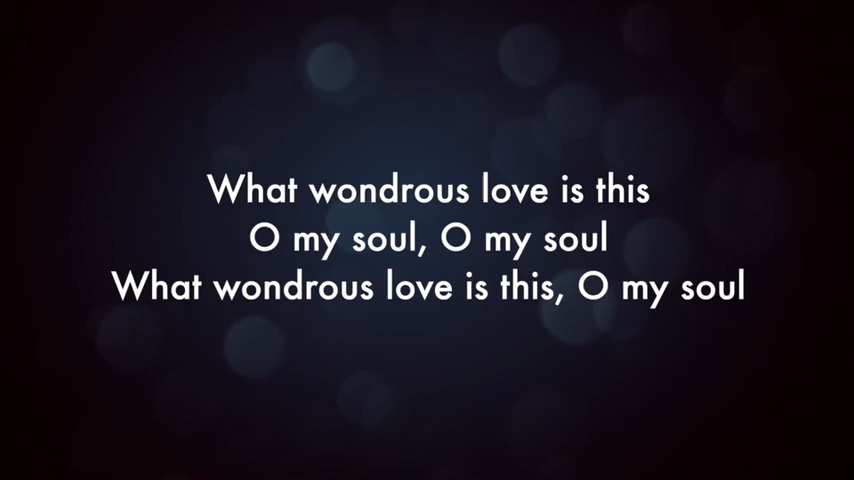 What wondrous love is this
O my soul, O my soul
What wondrous love is this, O my soul